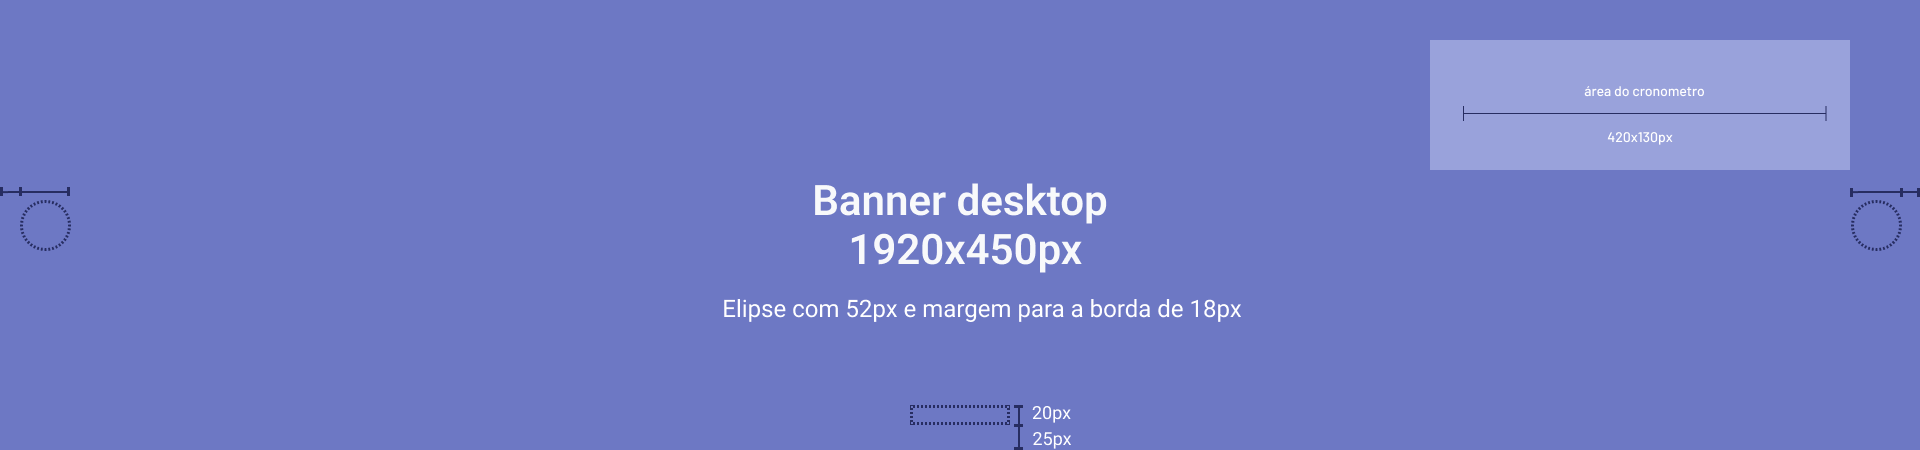 área do cronometro
420x130px
Banner desktop
1920x450px
Elipse com 52px e margem para a borda de 18px
20px
25px